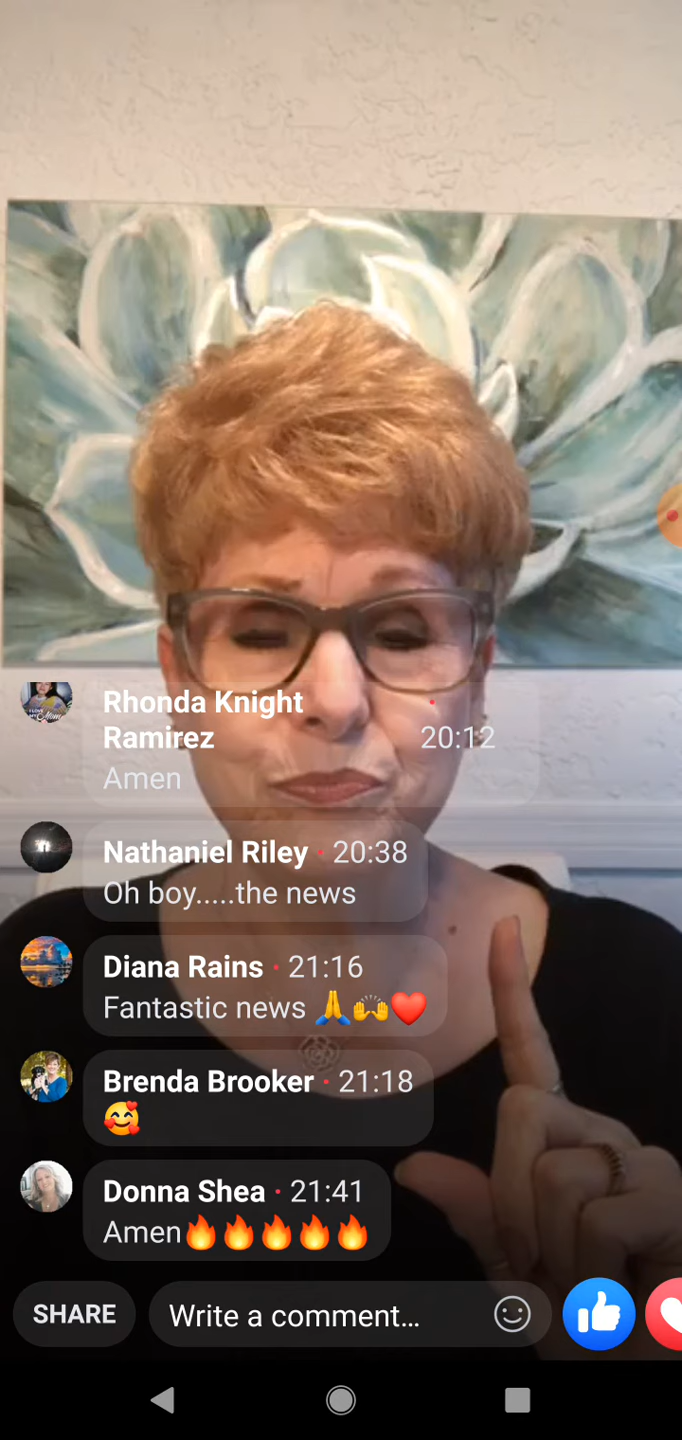 Rhonda Knight
Ramirez 20:12
Amen
Nathaniel Riley · 20:38
Oh boy.....the news
Diana Rains · 21:16
Fantastic news 🙏🙌❤️
Brenda Brooker · 21:18
🥰
Donna Shea · 21:41
Amen🔥🔥🔥🔥🔥
SHARE
Write a comment...